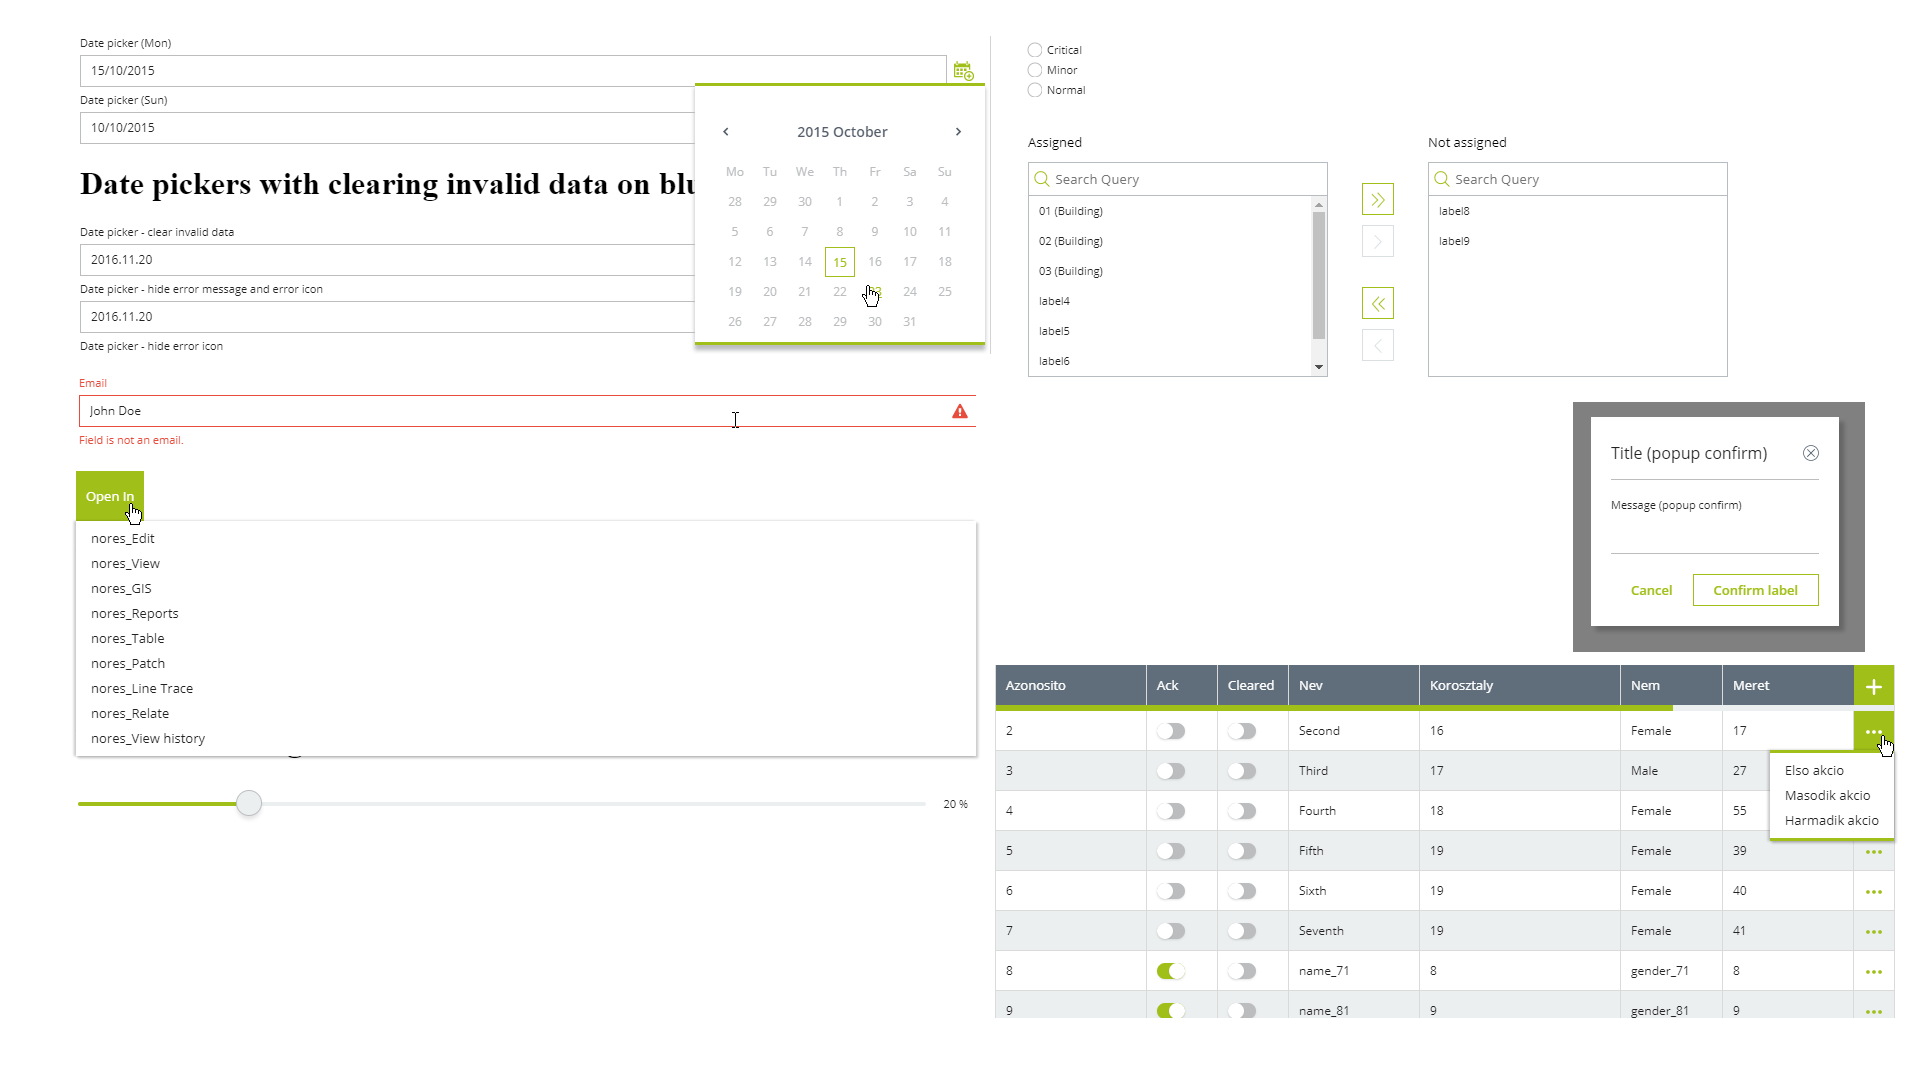 Date picker (Mon)
15/10/2015
Date picker (Sun)
10/10/2015
Date pickers with clearing invalid data on
Date picker - clear invalid data
2016.11.20
Date picker - hide error message and error icon
2016.11.20
Date picker - hide error icon
2015 October
Mo Tu We Th Fr Sa Su
28 29 30 1 2 3 4
5 6 7 8 9 10 11
12 13 14 15 16 17 18
19 20 21 22 24 25
26 27 28 29 30 31
Email
John Doe
Field is not an email.
Open In
nores_Edit
nores_View
nores_GIS
nores_Reports
nores_Table
nores_Patch
nores_Line Trace
nores_Relate
nores_View history
20 %
Critical
Minor
Normal
Assigned
Search Query
01 (Building)
02 (Building)
03 (Building)
label4
label5
label6
Not assigned
Search Query
label8
label9
Title (popup confirm)
Message (popup confirm)
Cancel Confirm label
Azonosito Ack Cleared Nev Korosztaly Nem Meret
2 Second 16 Female 17
3 Third 17 Male 27
4 Fourth 18 Female 55
5 Fifth 19 Female 39
6 Sixth 19 Female 40
7 Seventh 19 Female 41
8 name_71 8 gender_71 8
9 name_81 9 gender_81 9
Elso akcio
Masodik akcio
Harmadik akcio